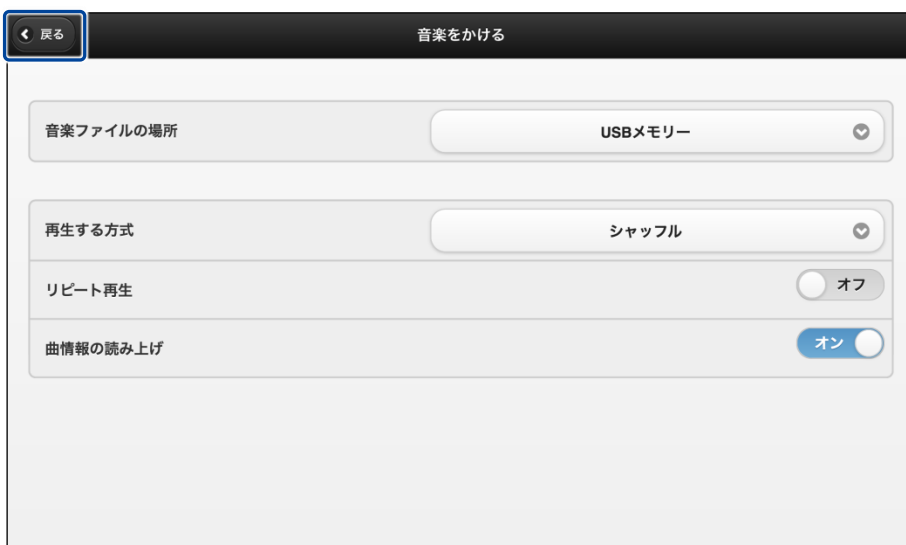 戻る
音楽をかける
音楽ファイルの場所
USBメモリー
再生する方式
シャッフル
リピート再生
オフ
曲情報の読み上げ
オン